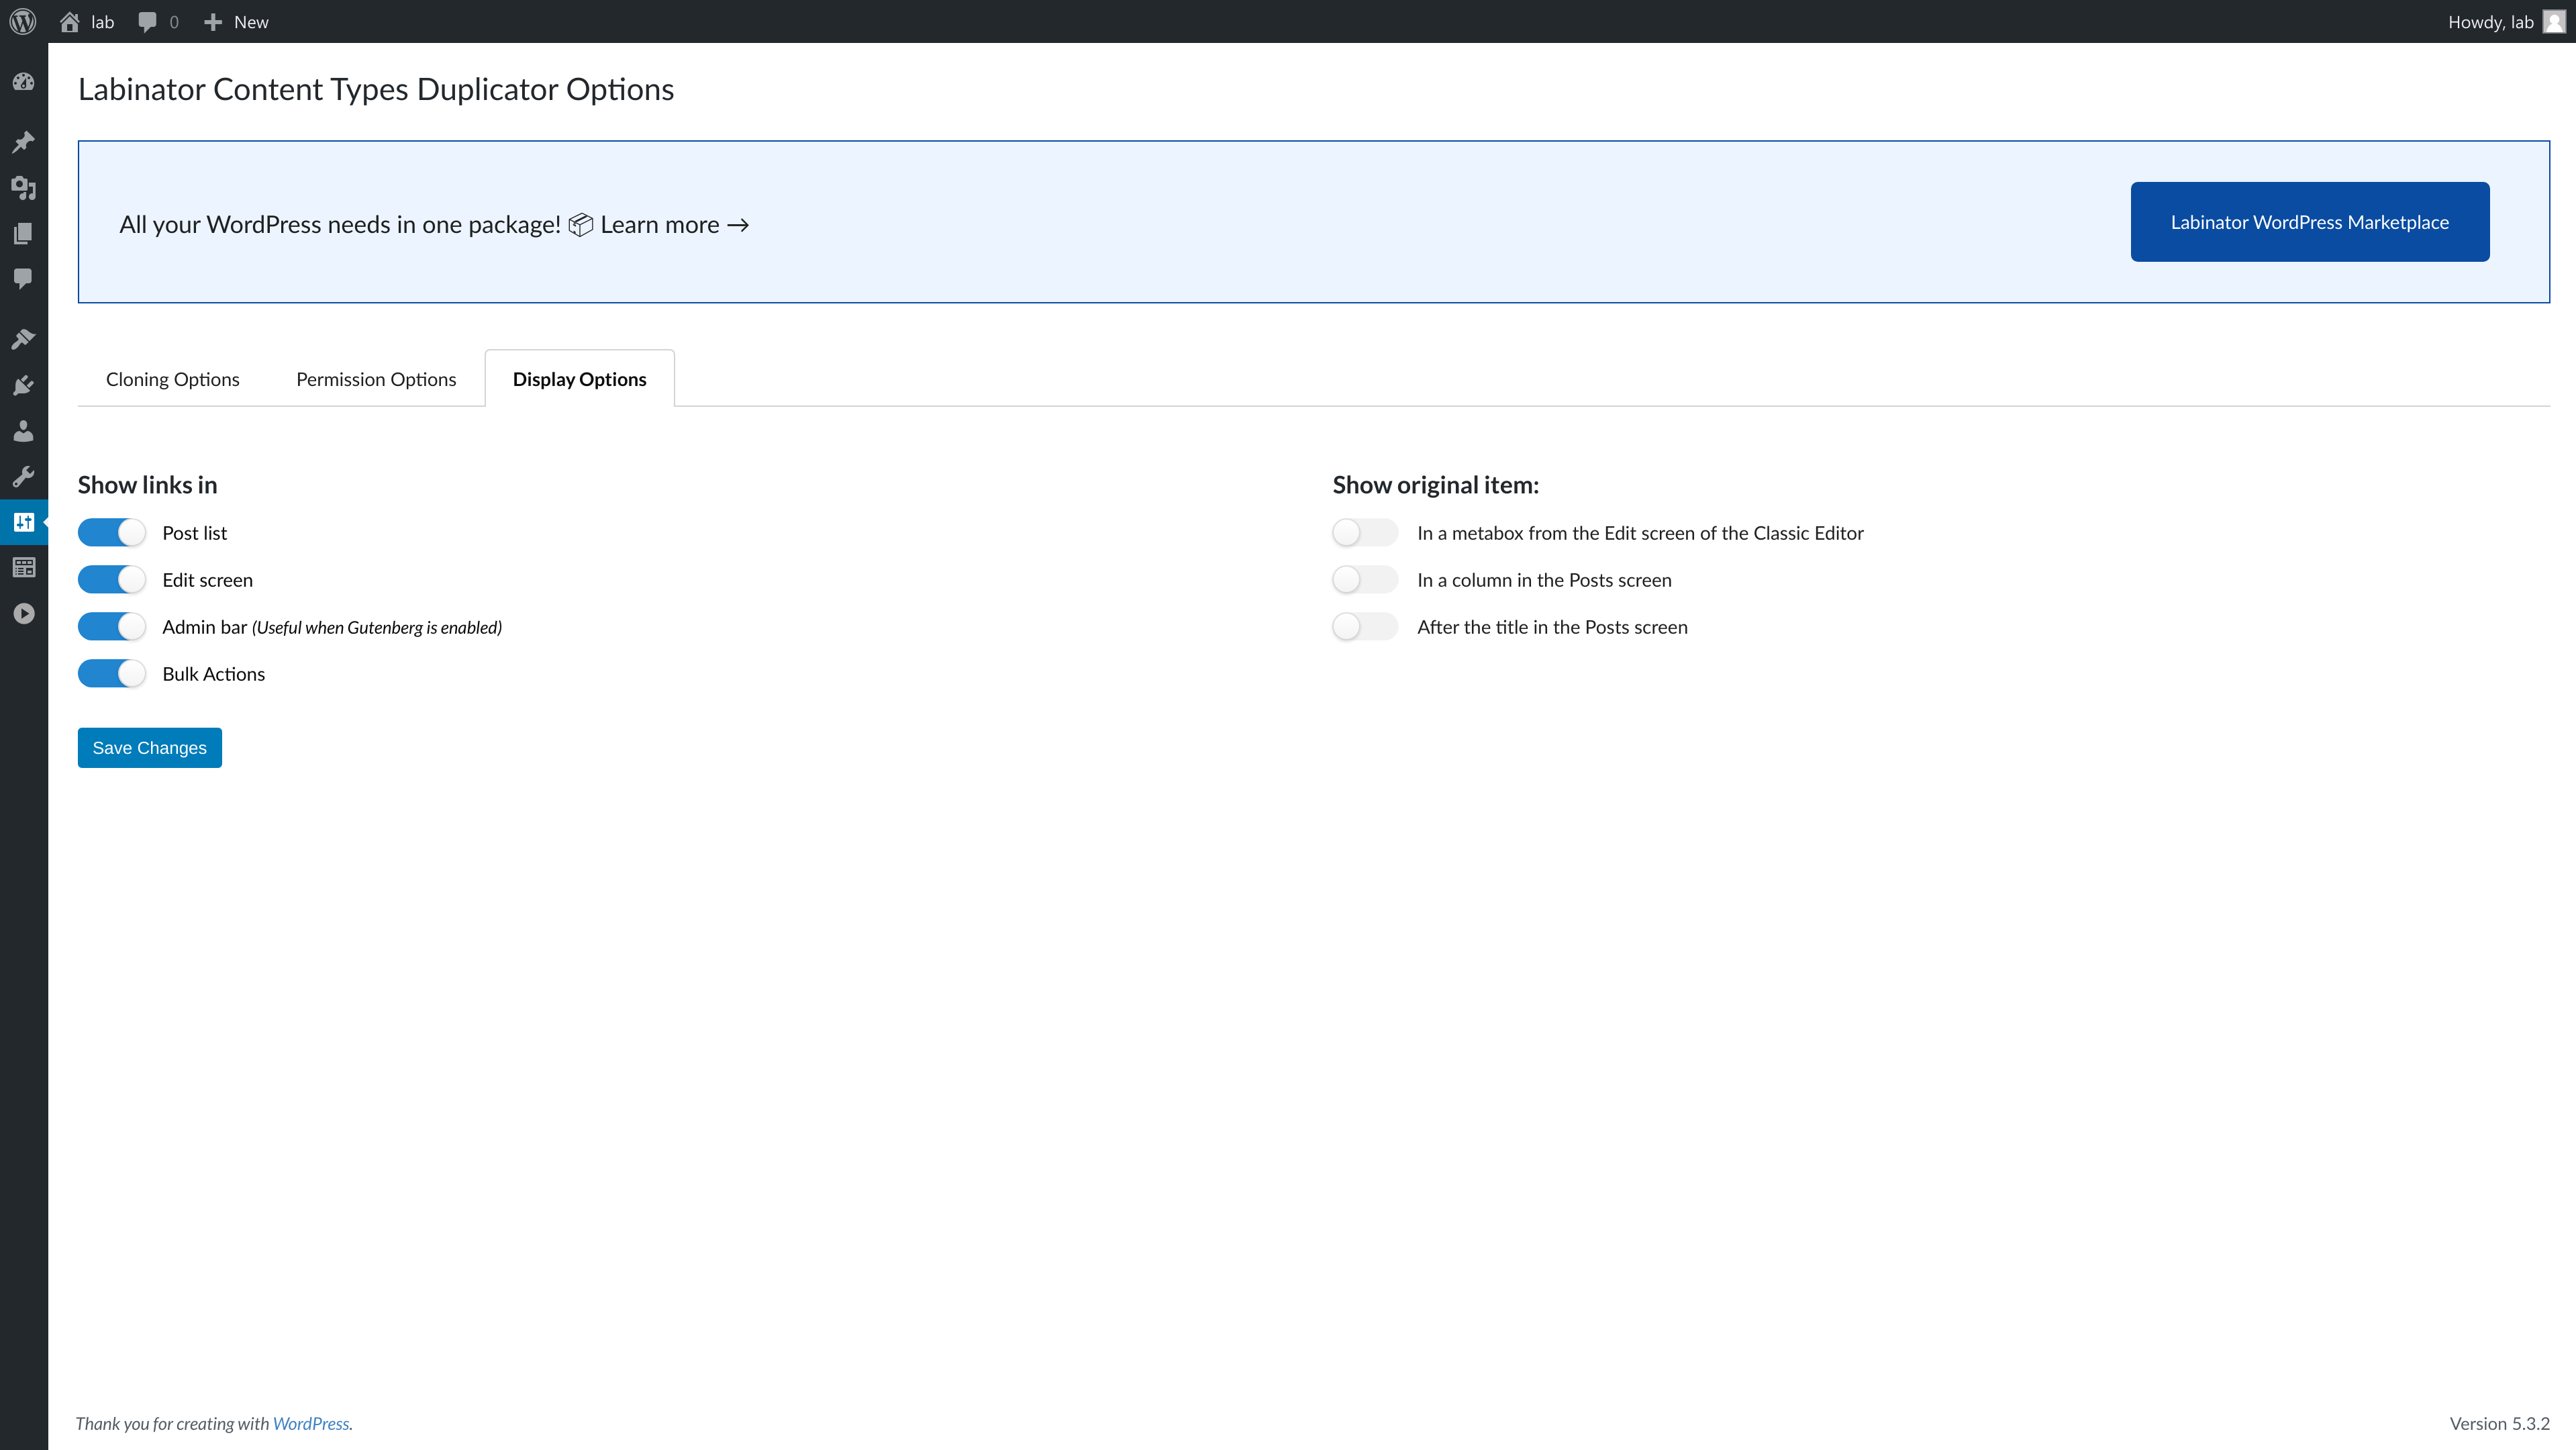 lab 0 New Howdy, lab
Labinator Content Types Duplicator Options
All your WordPress needs in one package! 📦 Learn more → Labinator WordPress Marketplace
Cloning Options Permission Options Display Options
Show links in
Post list
Edit screen
Admin bar (Useful when Gutenberg is enabled)
Bulk Actions
Show original item:
In a metabox from the Edit screen of the Classic Editor
In a column in the Posts screen
After the title in the Posts screen
Save Changes
Thank you for creating with WordPress. Version 5.3.2